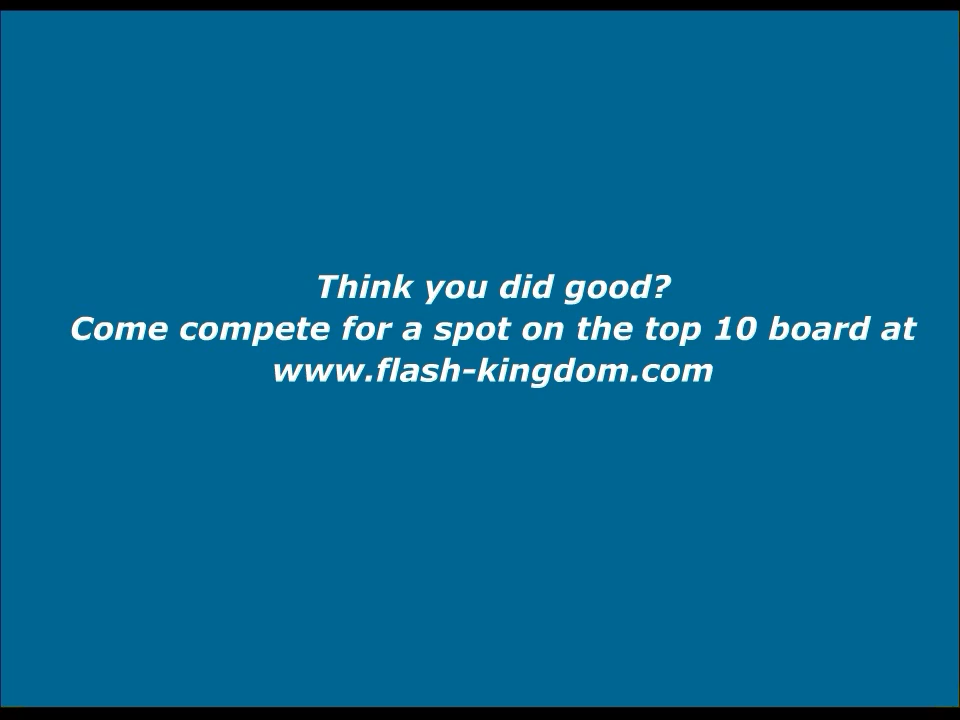 Think you did good?
Come compete for a spot on the top 10 board at
www.flash-kingdom.com